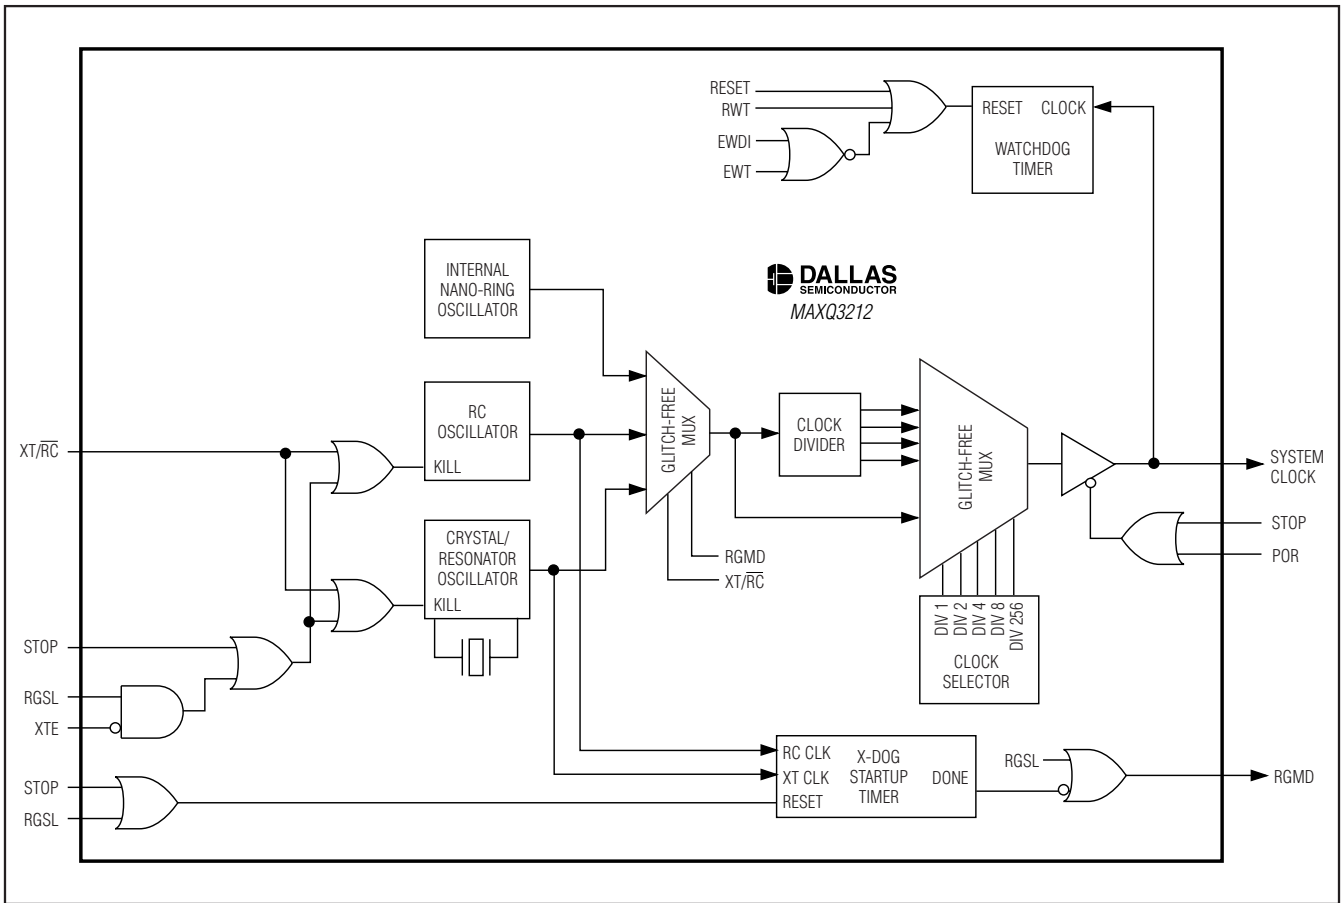 RESET
RWT
EWDI
EWT
RESET CLOCK
WATCHDOG
TIMER
INTERNAL
NANO-RING
OSCILLATOR
DALLAS
SEMICONDUCTOR
MAXQ3212
XT/R̅C̅
RC
OSCILLATOR
KILL
GLITCH-FREE
MUX
CLOCK
DIVIDER
GLITCH-FREE
MUX
SYSTEM
CLOCK
STOP
POR
CRYSTAL/
RESONATOR
OSCILLATOR
KILL
RGMD
XT/R̅C̅
DIV 1
DIV 2
DIV 4
DIV 8
DIV 256
CLOCK
SELECTOR
STOP
RGSL
XTE
STOP
RGSL
RC CLK
XT CLK
RESET
X-DOG
STARTUP
TIMER
DONE
RGSL
RGMD